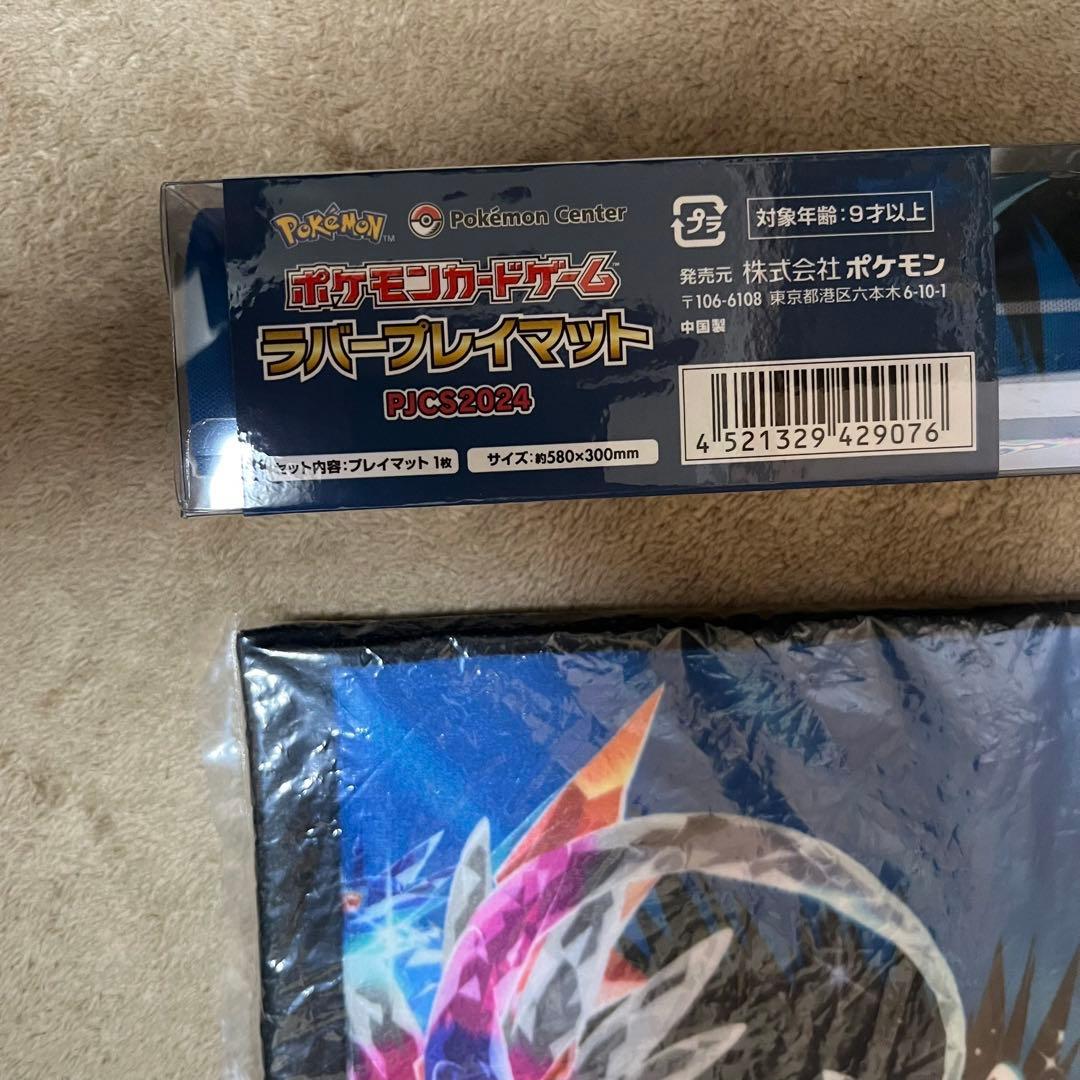 POKÉMON™
Pokémon Center
ポケモンカードゲーム™
ラバープレイマット
PJCS2024
セット内容:プレイマット 1枚
サイズ:約580×300mm
プラ
対象年齢:9才以上
発売元 株式会社 ポケモン
〒106-6108 東京都港区六本木6-10-1
中国製
4 521329 429076